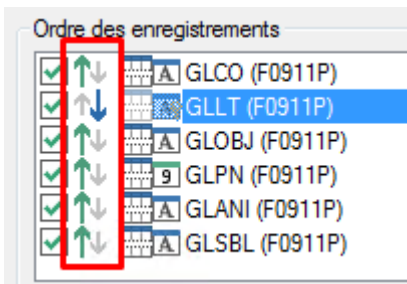 Ordre des enregistrements
A GLCO (F0911P)
GLLT (F0911P)
A GLOBJ (F0911P)
9 GLPN (F0911P)
A GLANI (F0911P)
A GLSBL (F0911P)